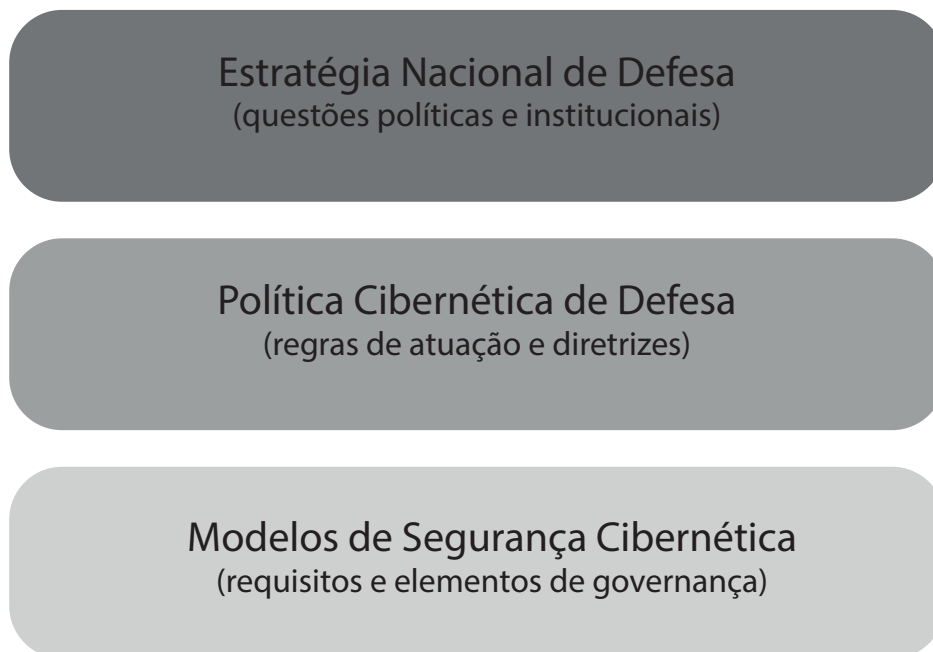 Estratégia Nacional de Defesa
(questões políticas e institucionais)
Política Cibernética de Defesa
(regras de atuação e diretrizes)
Modelos de Segurança Cibernética
(requisitos e elementos de governança)